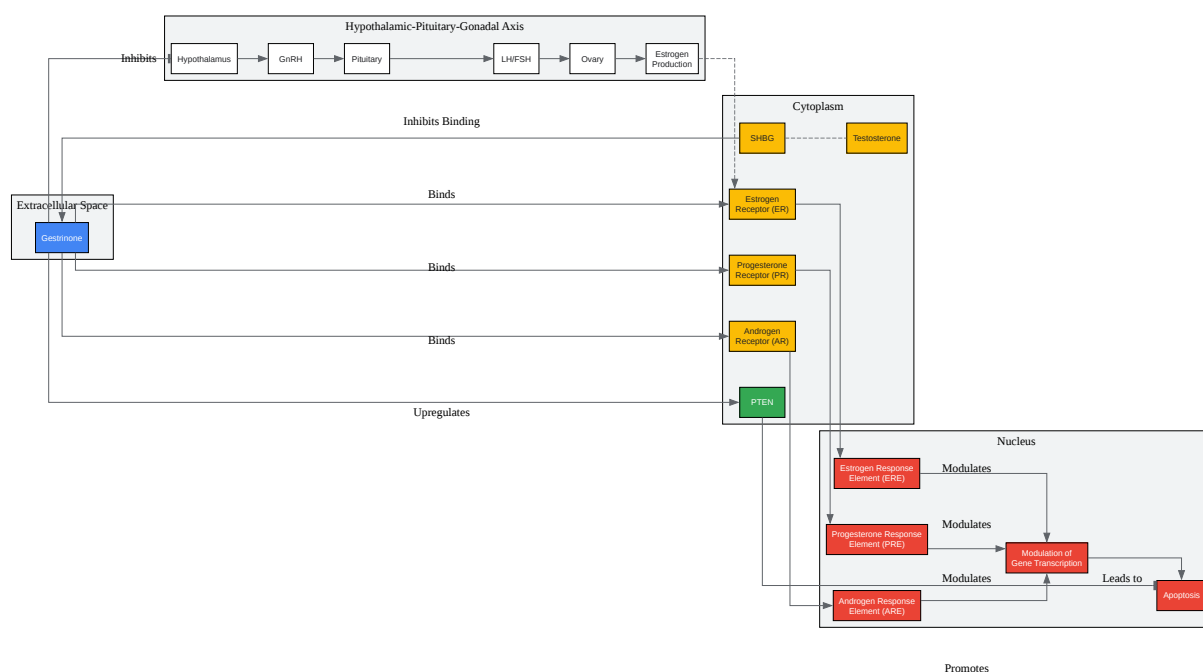 Hypothalamic-Pituitary-Gonadal Axis
Inhibits
Hypothalamus
GnRH
Pituitary
LH/FSH
Ovary
Estrogen
Production
Cytoplasm
Inhibits Binding
SHBG
Testosterone
Extracellular Space
Gestrinone
Binds
Estrogen
Receptor (ER)
Binds
Progesterone
Receptor (PR)
Binds
Androgen
Receptor (AR)
Upregulates
PTEN
Nucleus
Estrogen Response
Element (ERE)
Modulates
Progesterone Response
Element (PRE)
Modulates
Modulation of
Gene Transcription
Modulates
Leads to
Androgen Response
Element (ARE)
Apoptosis
Promotes